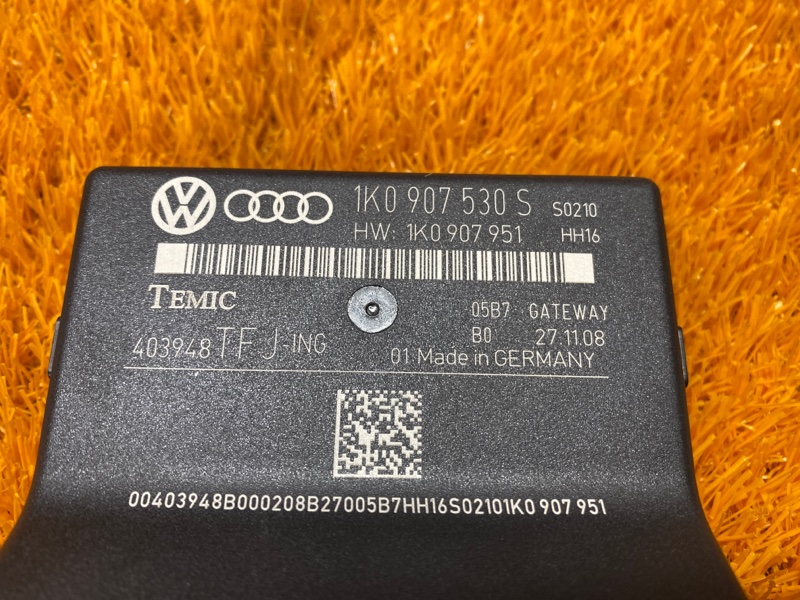 1K0 907 530 S S0210
HW: 1K0 907 951 HH16
TEMIC
05B7 GATEWAY
B0 27.11.08
403948 TFJ-ING
01 Made in GERMANY
00403948B000208B27005B7HH16S02101K0 907 951